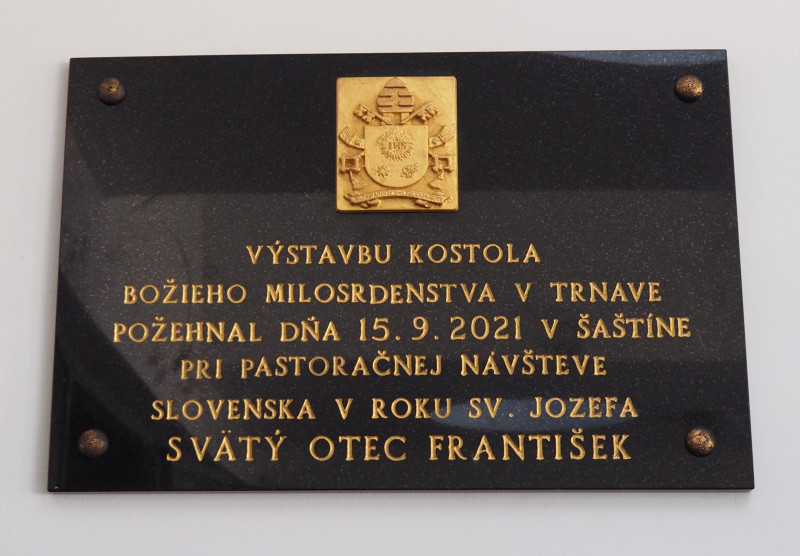 IHS
VÝSTAVBU KOSTOLA
BOŽIEHO MILOSRDENSTVA V TRNAVE
POŽEHNAL DŇA 15. 9. 2021 V ŠAŠTÍNE
PRI PASTORAČNEJ NÁVŠTEVE
SLOVENSKA V ROKU SV. JOZEFA
SVÄTÝ OTEC FRANTIŠEK